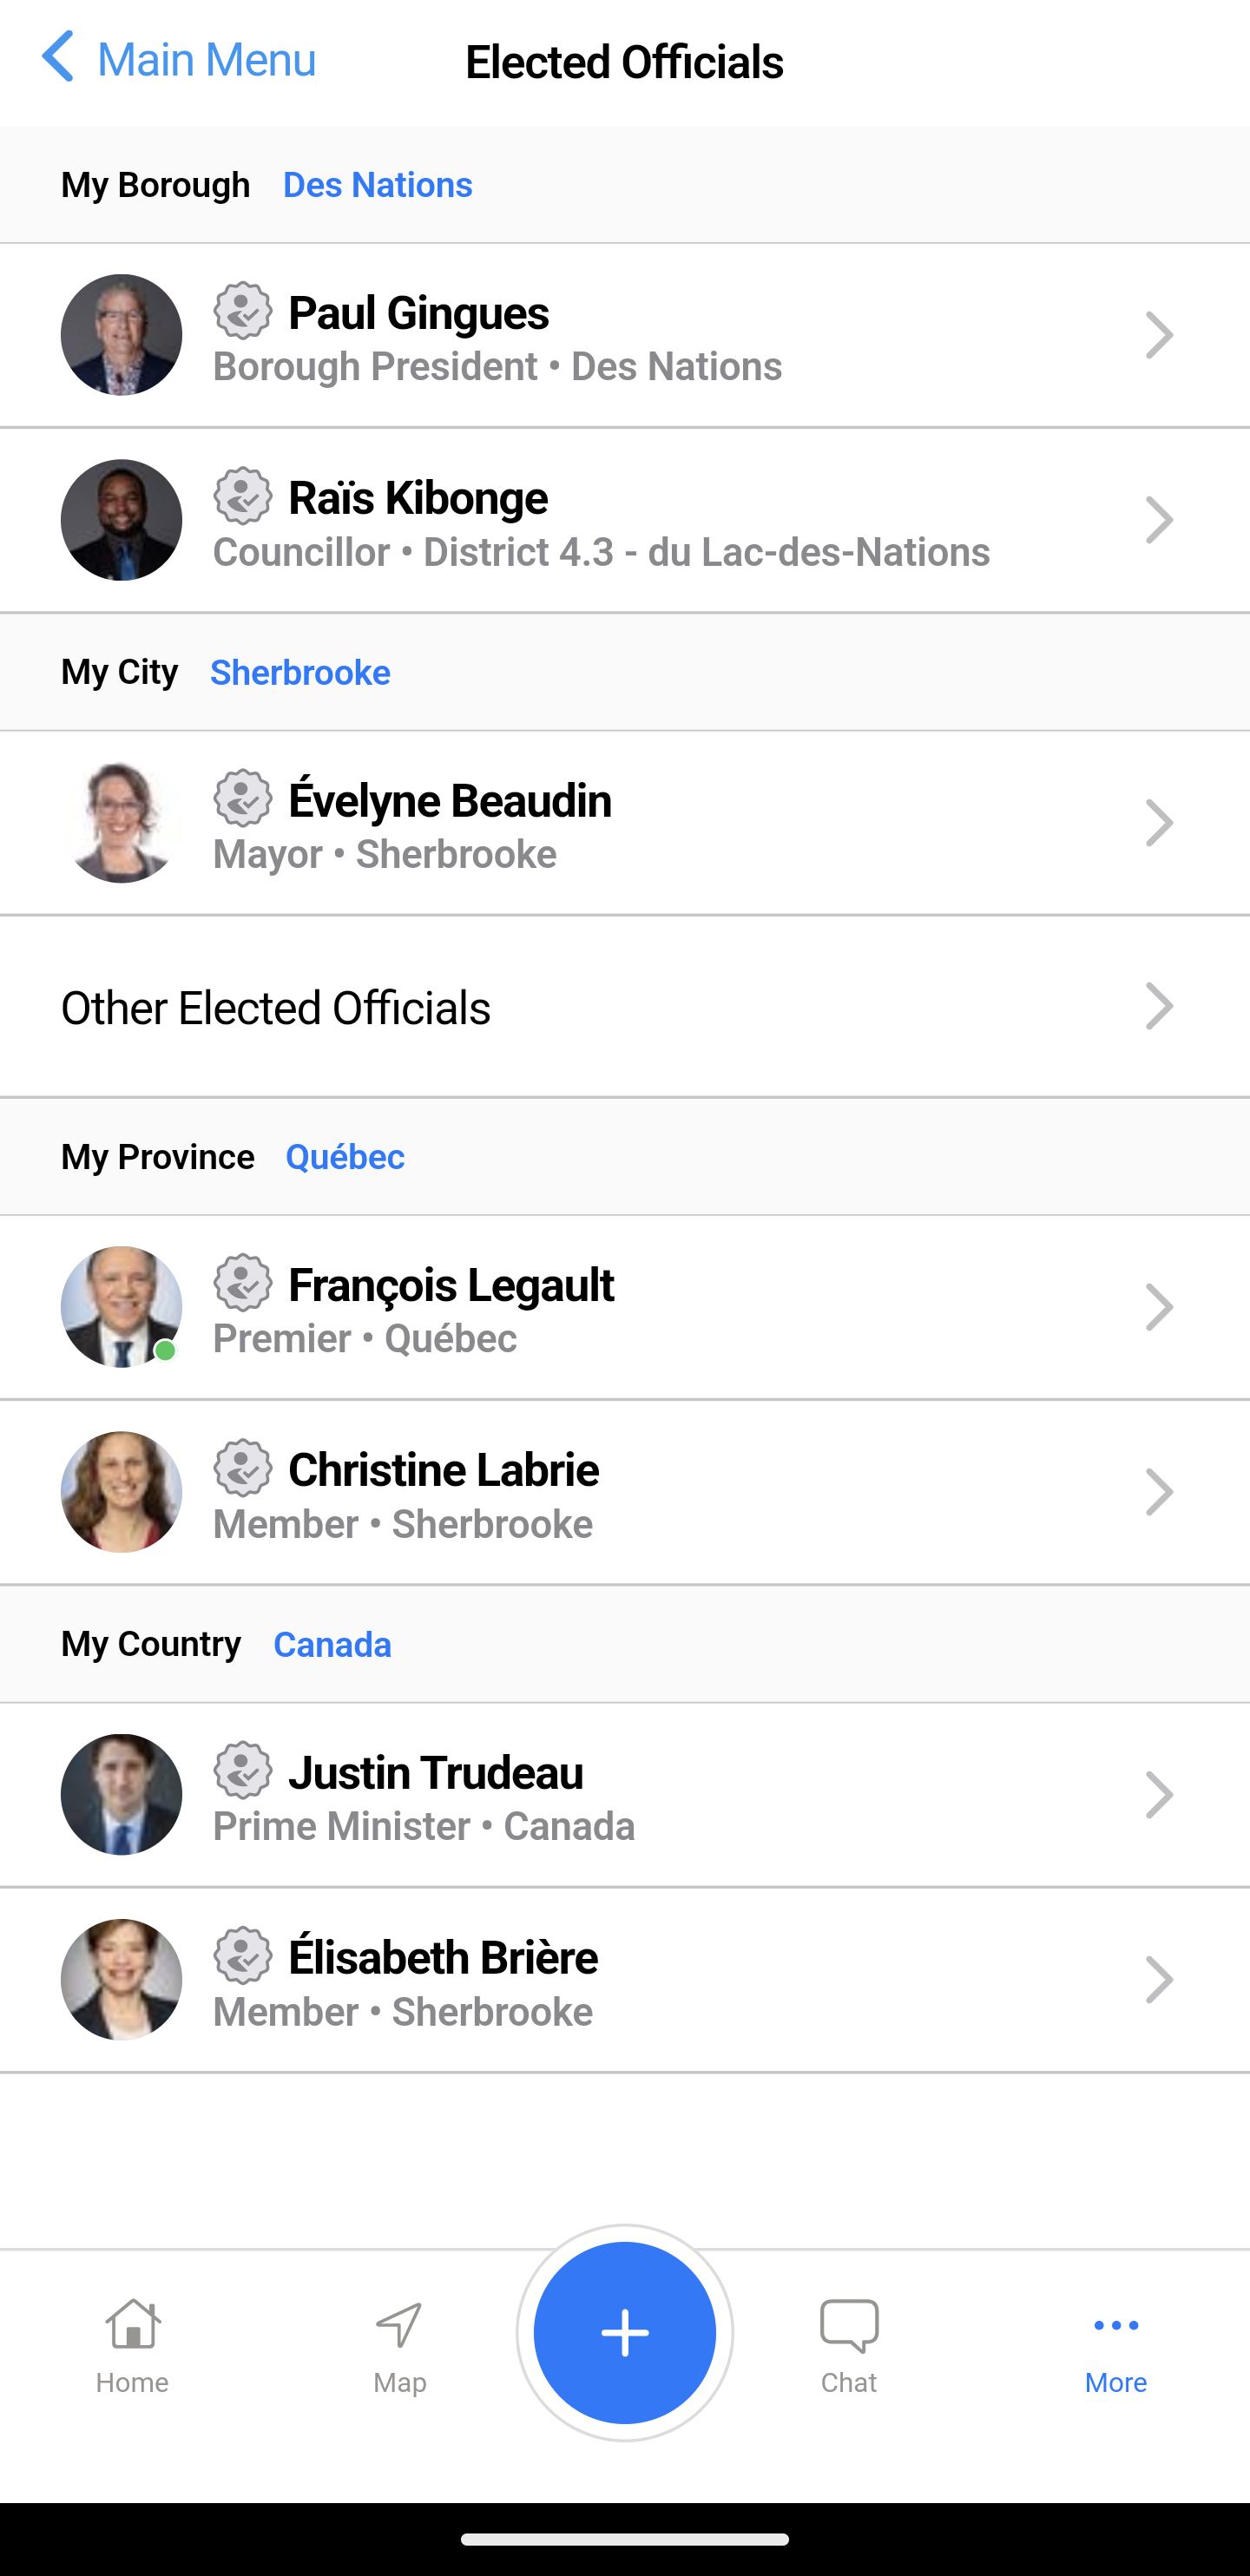 Main Menu
Elected Officials
My Borough Des Nations
Paul Gingues
Borough President • Des Nations
Raïs Kibonge
Councillor • District 4.3 - du Lac-des-Nations
My City Sherbrooke
Évelyne Beaudin
Mayor • Sherbrooke
Other Elected Officials
My Province Québec
François Legault
Premier • Québec
Christine Labrie
Member • Sherbrooke
My Country Canada
Justin Trudeau
Prime Minister • Canada
Élisabeth Brière
Member • Sherbrooke
Home Map Chat More